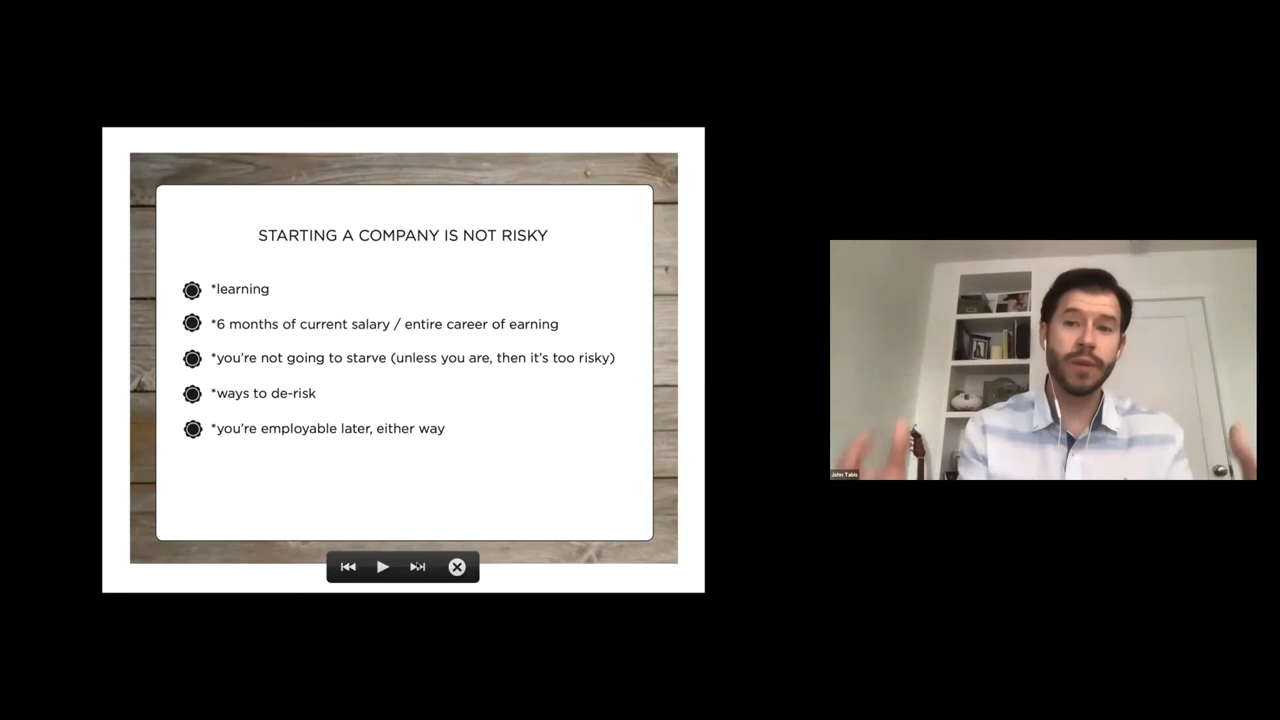 STARTING A COMPANY IS NOT RISKY
*learning
*6 months of current salary / entire career of earning
*you're not going to starve (unless you are, then it's too risky)
*ways to de-risk
*you're employable later, either way
John Tabis